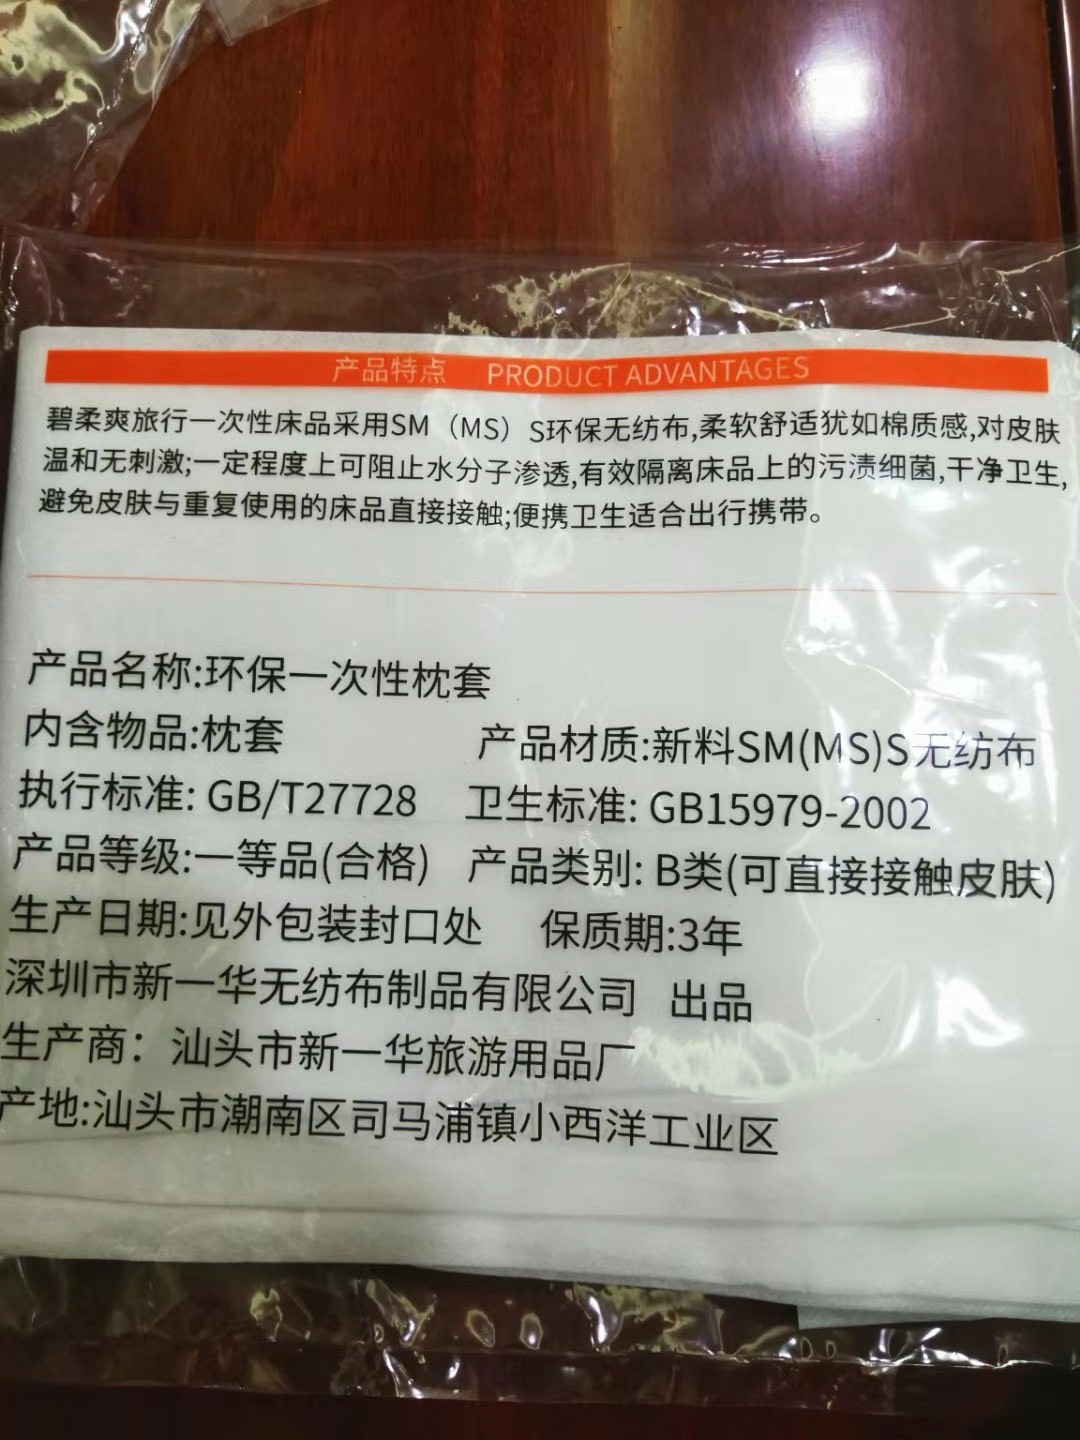 产品特点 PRODUCT ADVANTAGES
碧柔爽旅行一次性床品采用SM（MS）S环保无纺布,柔软舒适犹如棉质感,对皮肤
温和无刺激;一定程度上可阻止水分子渗透,有效隔离床品上的污渍细菌,干净卫生,
避免皮肤与重复使用的床品直接接触;便携卫生适合出行携带。
产品名称:环保一次性枕套
内含物品:枕套 产品材质:新料SM(MS)S无纺布
执行标准: GB/T27728 卫生标准: GB15979-2002
产品等级:一等品(合格) 产品类别: B类(可直接接触皮肤)
生产日期:见外包装封口处 保质期:3年
深圳市新一华无纺布制品有限公司 出品
生产商：汕头市新一华旅游用品厂
产地:汕头市潮南区司马浦镇小西洋工业区